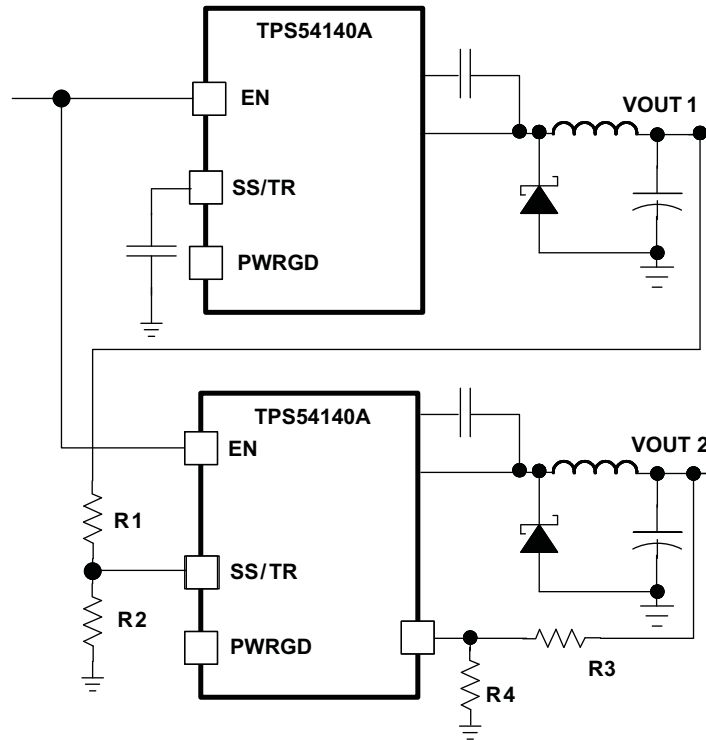 TPS54140A
EN
VOUT 1
SS/TR
PWRGD
TPS54140A
EN
VOUT 2
R1
SS/TR
R2
PWRGD
R3
R4